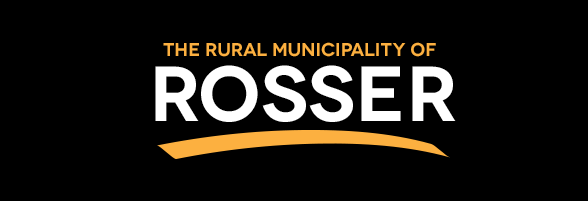 THE RURAL MUNICIPALITY OF
ROSSER